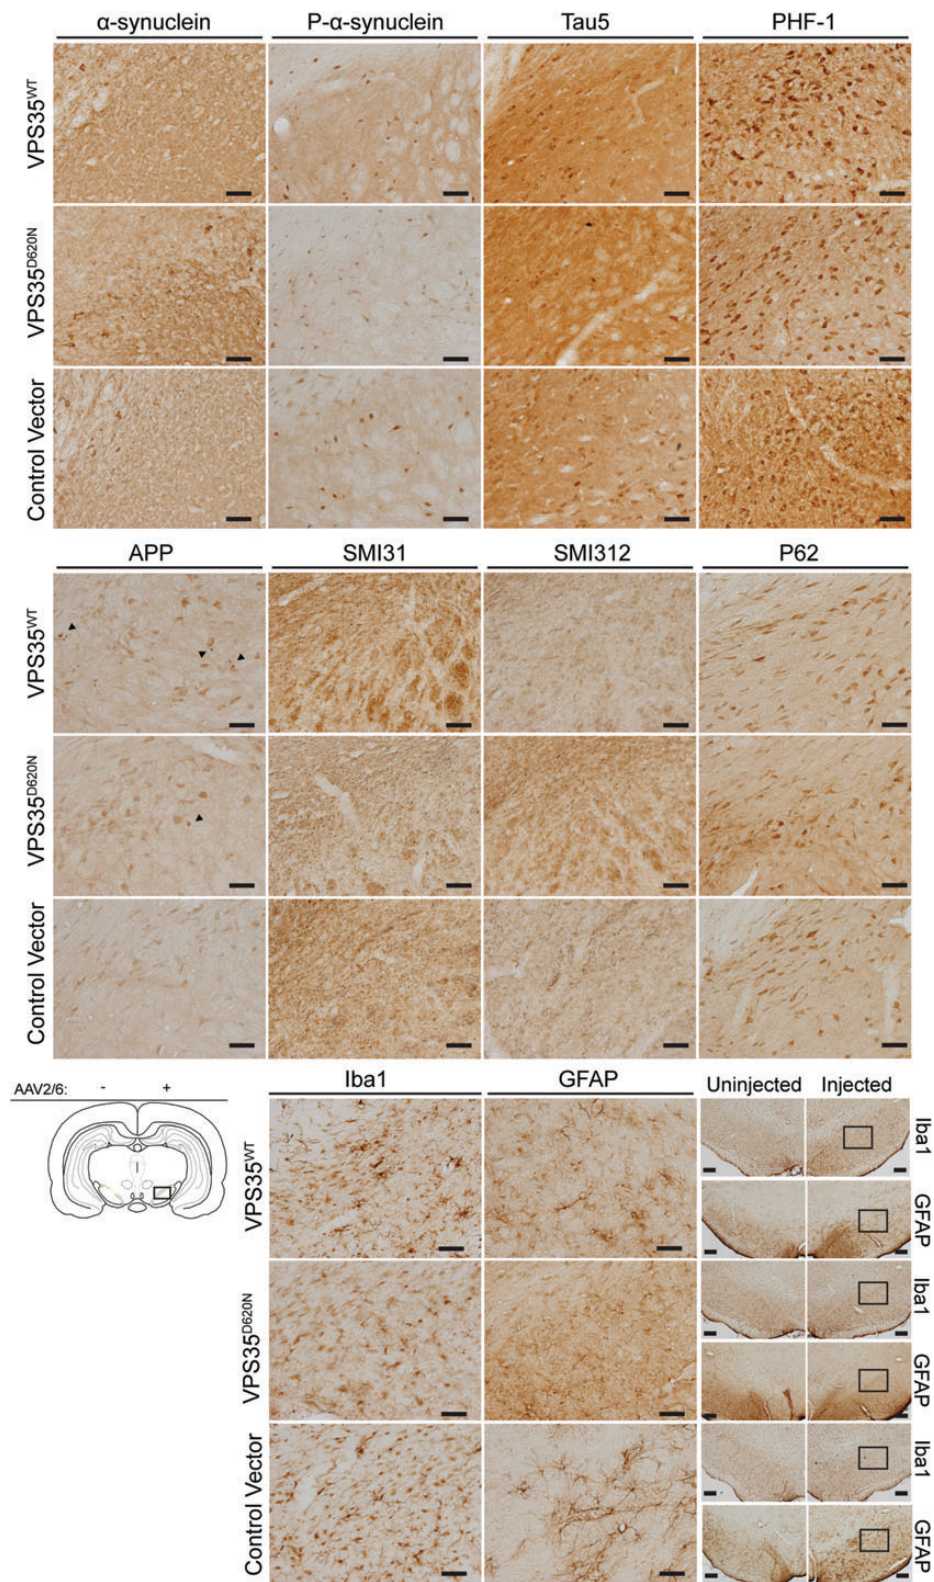 α-synuclein P-α-synuclein Tau5 PHF-1
VPS35WT
VPS35D620N
Control Vector
APP SMI31 SMI312 P62
VPS35WT
VPS35D620N
Control Vector
AAV2/6: - +
Iba1 GFAP Uninjected Injected
VPS35WT
Iba1
GFAP
VPS35D620N
Iba1
GFAP
Control Vector
Iba1
GFAP